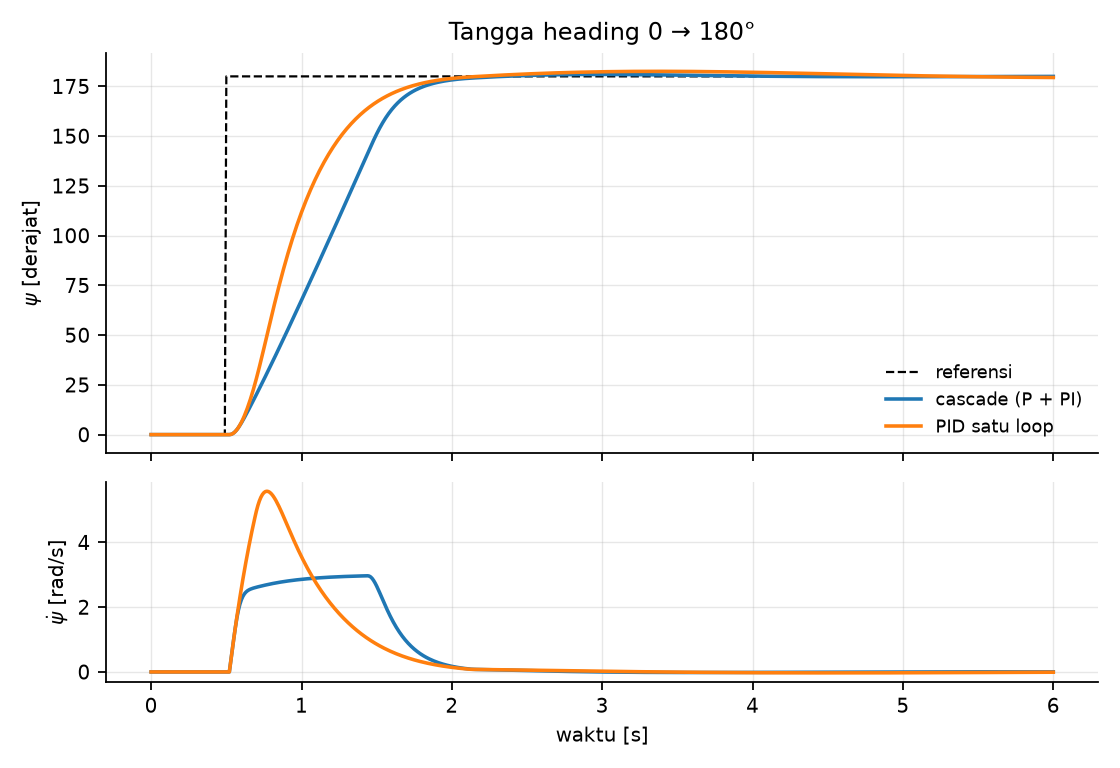 Tangga heading 0 → 180°
ψ [derajat]
175
150
125
100
75
50
25
0
referensi
cascade (P + PI)
PID satu loop
ψ̇ [rad/s]
4
2
0
0 1 2 3 4 5 6
waktu [s]